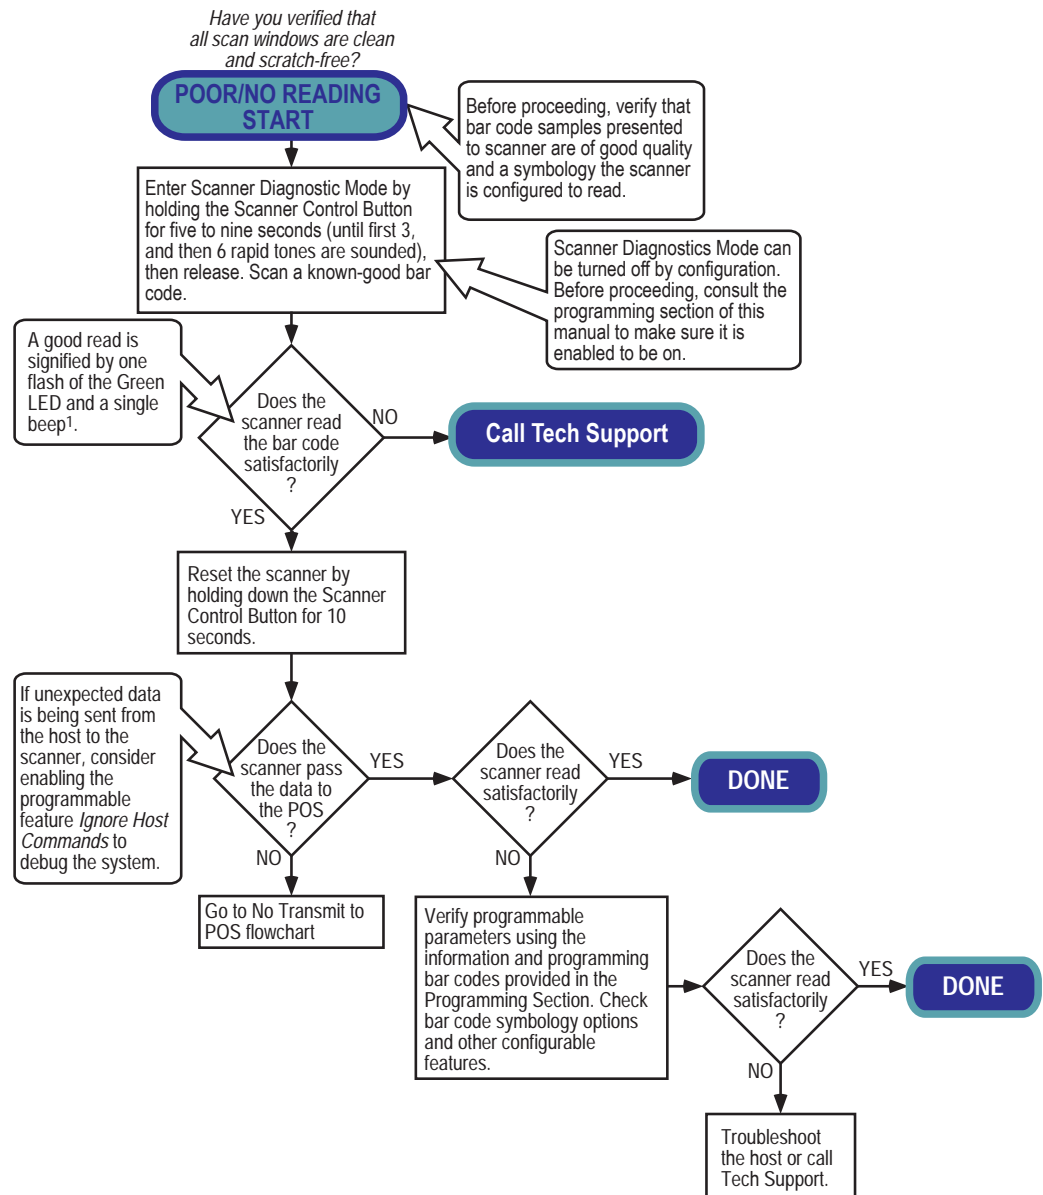 Have you verified that
all scan windows are clean
and scratch-free?
POOR/NO READING
START
Before proceeding, verify that
bar code samples presented
to scanner are of good quality
and a symbology the scanner
is configured to read.
Enter Scanner Diagnostic Mode by
holding the Scanner Control Button
for five to nine seconds (until first 3,
and then 6 rapid tones are sounded),
then release. Scan a known-good bar
code.
Scanner Diagnostics Mode can
be turned off by configuration.
Before proceeding, consult the
programming section of this
manual to make sure it is
enabled to be on.
A good read is
signified by one
flash of the Green
LED and a single
beep1.
Does the
scanner read
the bar code
satisfactorily
?
NO
Call Tech Support
YES
Reset the scanner by
holding down the Scanner
Control Button for 10
seconds.
If unexpected data
is being sent from
the host to the
scanner, consider
enabling the
programmable
feature Ignore Host
Commands to
debug the system.
Does the
scanner pass
the data to
the POS
?
YES
Does the
scanner read
satisfactorily
?
YES
DONE
NO
Go to No Transmit to
POS flowchart
NO
Verify programmable
parameters using the
information and programming
bar codes provided in the
Programming Section. Check
bar code symbology options
and other configurable
features.
Does the
scanner read
satisfactorily
?
YES
DONE
NO
Troubleshoot
the host or call
Tech Support.